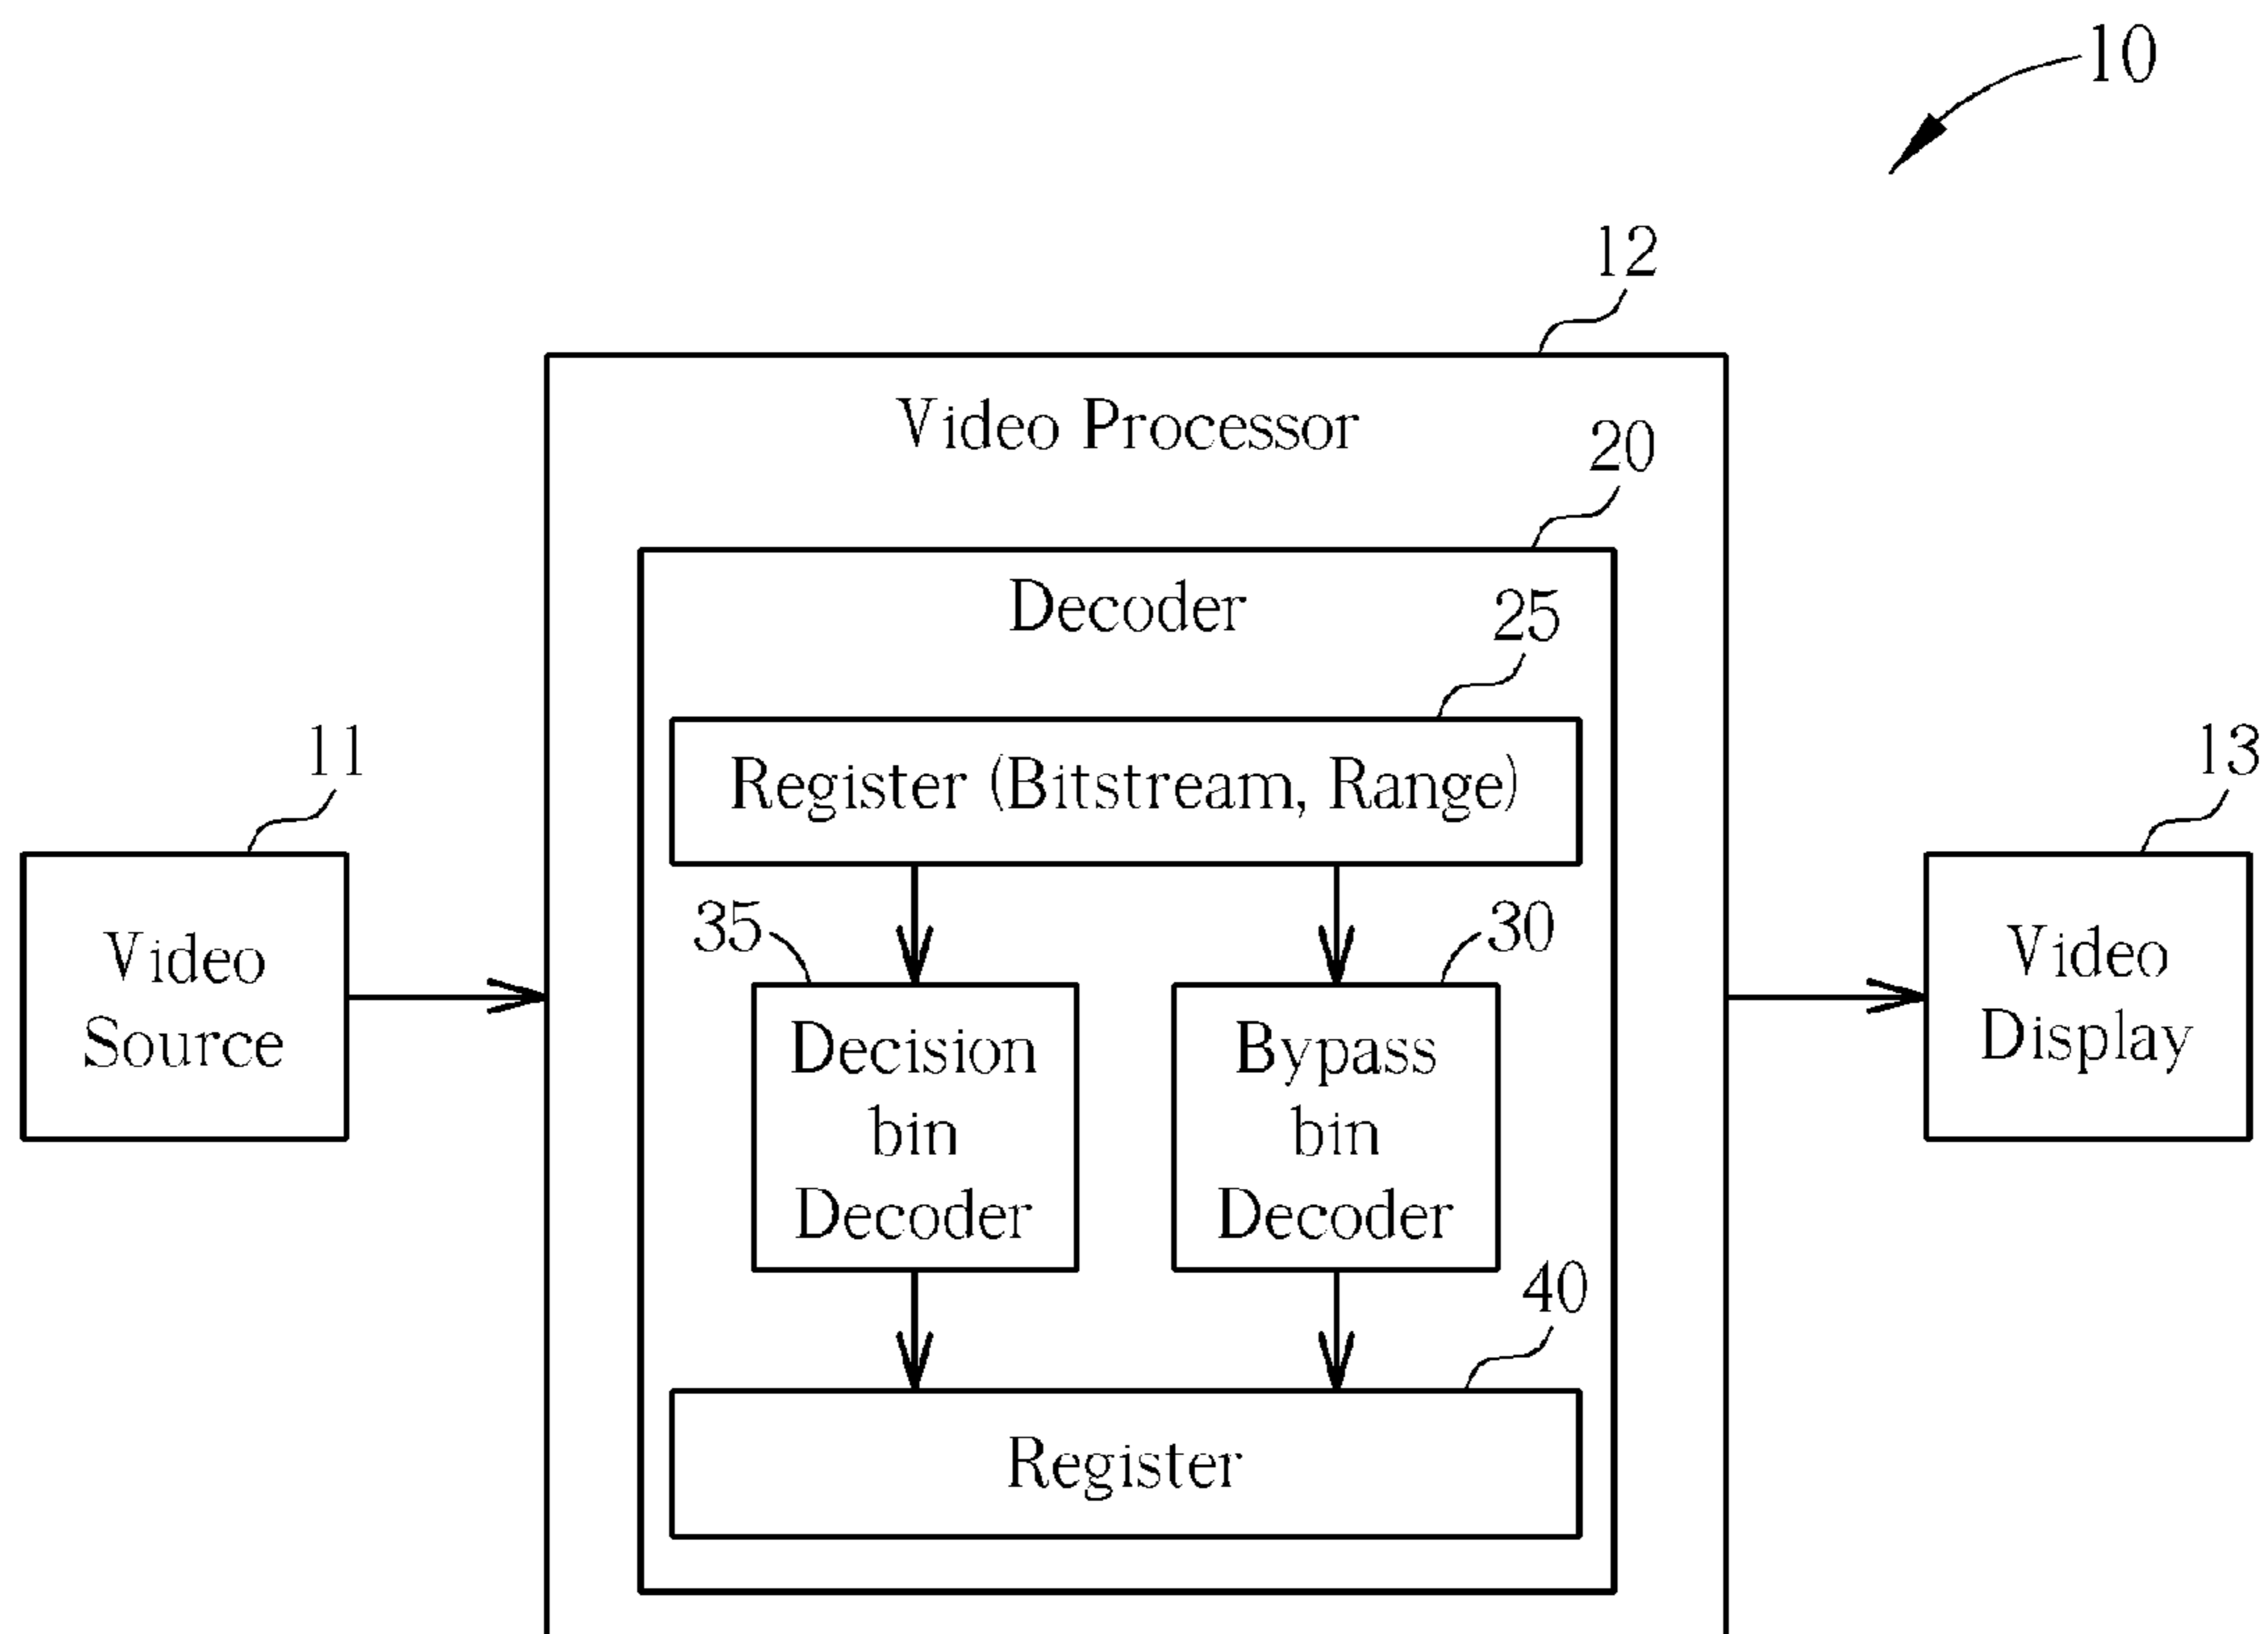 10
12
Video Processor
20
Decoder
25
Register (Bitstream, Range)
11
Video
Source
13
Video
Display
35
Decision
bin
Decoder
30
Bypass
bin
Decoder
40
Register